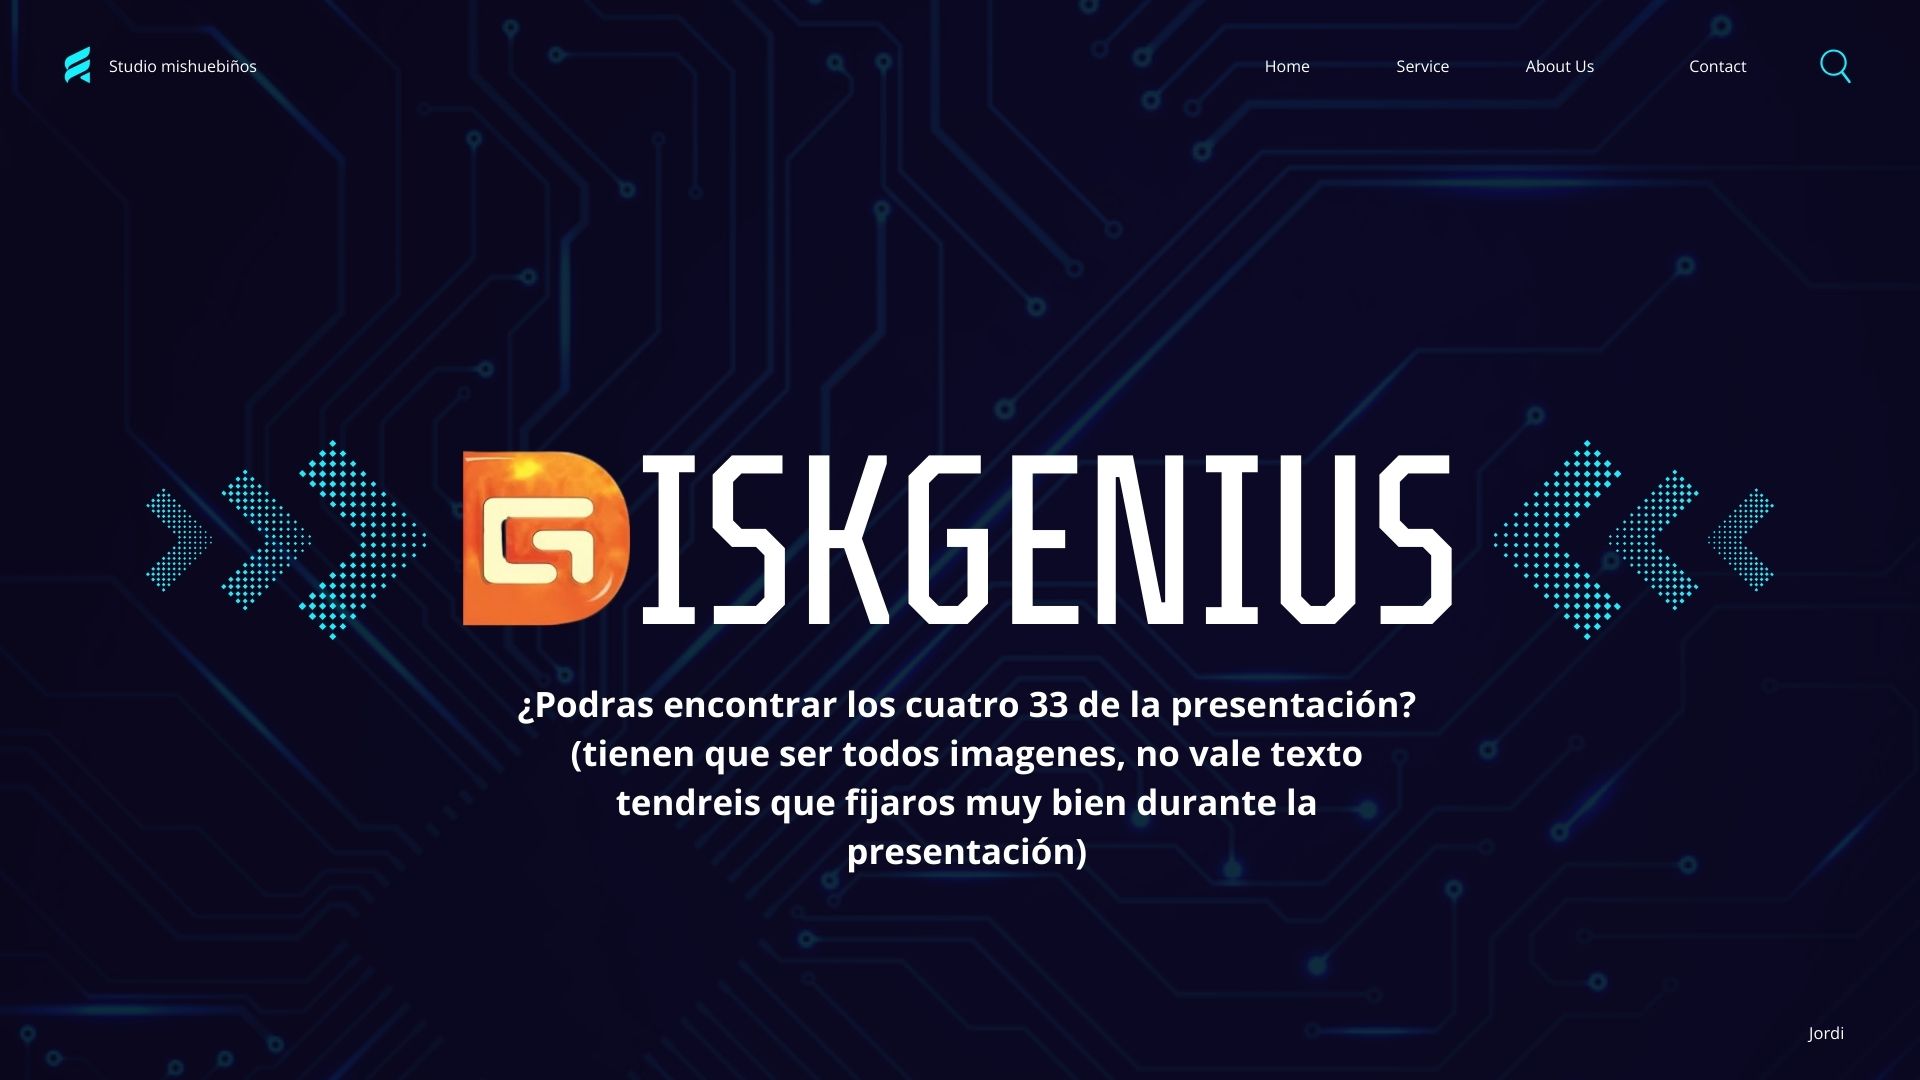 Studio mishuebiños
Home
Service
About Us
Contact
DISKGENIUS
¿Podras encontrar los cuatro 33 de la presentación?
(tienen que ser todos imagenes, no vale texto
tendreis que fijaros muy bien durante la
presentación)
Jordi